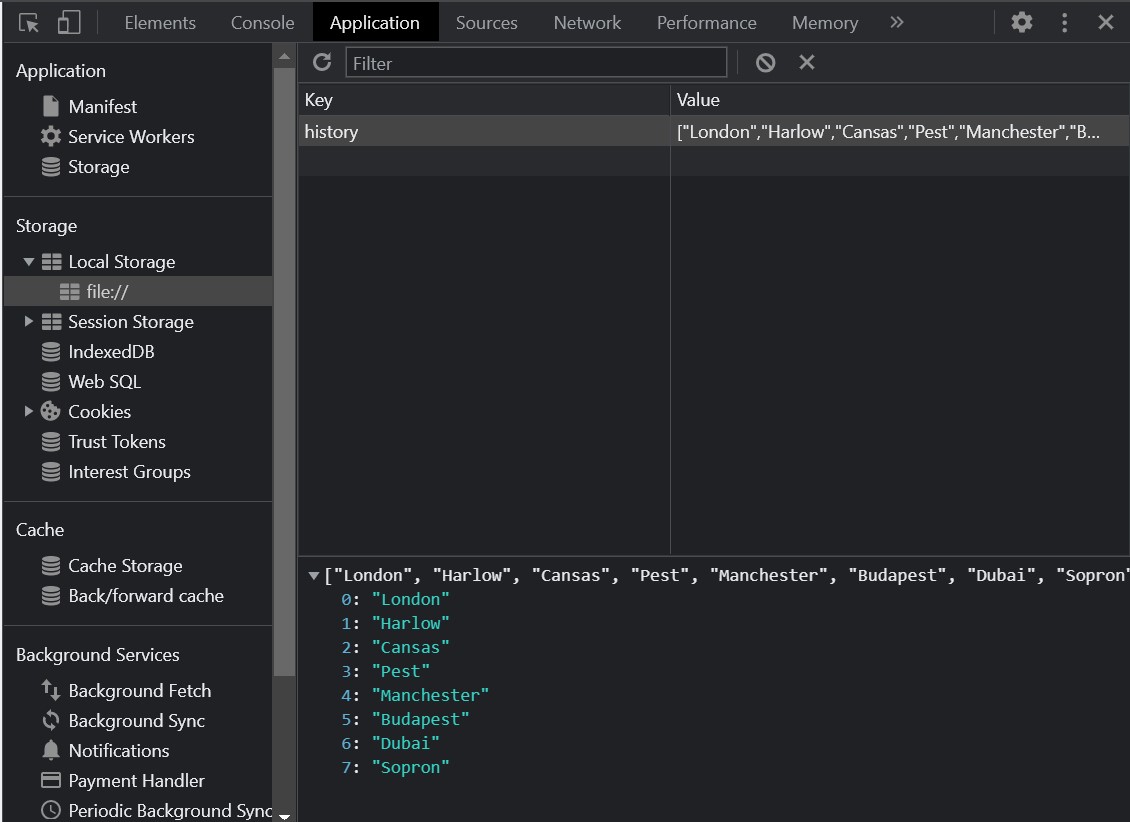 Elements Console Application Sources Network Performance Memory »
Application
Manifest
Service Workers
Storage
Storage
Local Storage
file://
Session Storage
IndexedDB
Web SQL
Cookies
Trust Tokens
Interest Groups
Cache
Cache Storage
Back/forward cache
Background Services
Background Fetch
Background Sync
Notifications
Payment Handler
Periodic Background Sync
Filter
Key Value
history ["London","Harlow","Cansas","Pest","Manchester","B...
["London", "Harlow", "Cansas", "Pest", "Manchester", "Budapest", "Dubai", "Sopron"
0: "London"
1: "Harlow"
2: "Cansas"
3: "Pest"
4: "Manchester"
5: "Budapest"
6: "Dubai"
7: "Sopron"